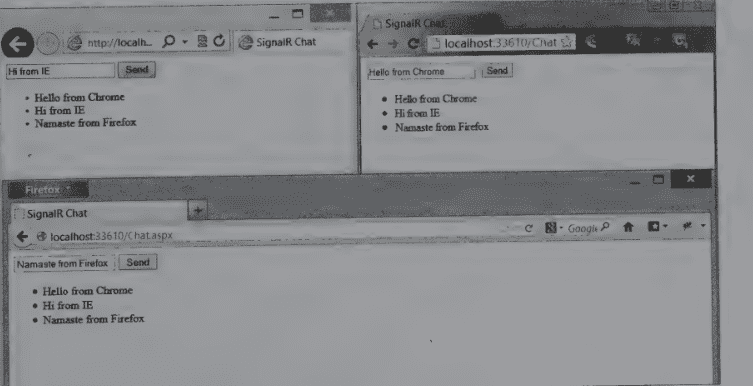 http://localh...
SignalR Chat
Hi from IE
Send
Hello from Chrome
Hi from IE
Namaste from Firefox
SignalR Chat
localhost:33610/Chat
Hello from Chrome
Send
Hello from Chrome
Hi from IE
Namaste from Firefox
Firefox
SignalR Chat
localhost:33610/Chat.aspx
Google
Namaste from Firefox
Send
Hello from Chrome
Hi from IE
Namaste from Firefox